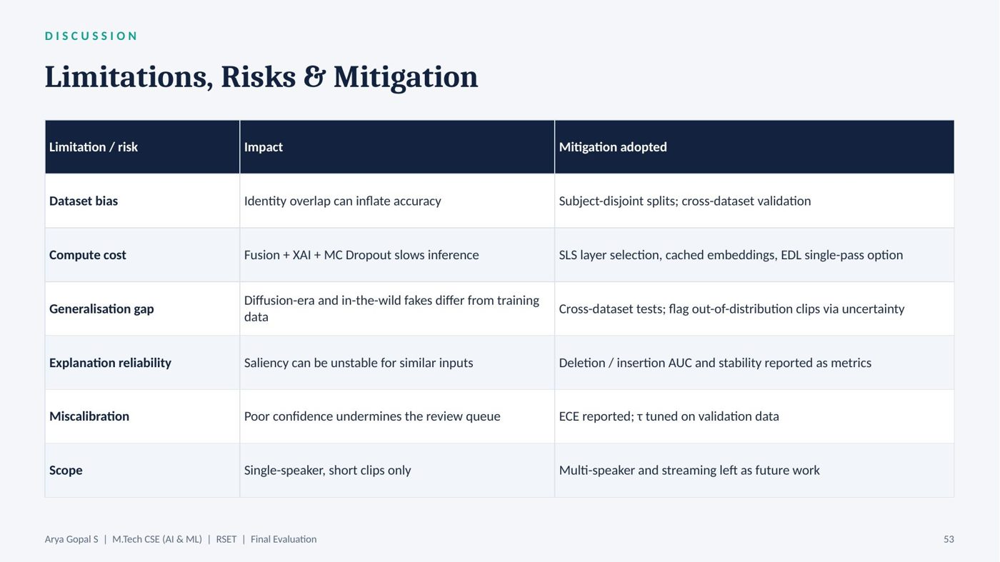 DISCUSSION
Limitations, Risks & Mitigation
Limitation / risk
Impact
Mitigation adopted
Dataset bias
Identity overlap can inflate accuracy
Subject-disjoint splits; cross-dataset validation
Compute cost
Fusion + XAI + MC Dropout slows inference
SLS layer selection, cached embeddings, EDL single-pass option
Generalisation gap
Diffusion-era and in-the-wild fakes differ from training
data
Cross-dataset tests; flag out-of-distribution clips via uncertainty
Explanation reliability
Saliency can be unstable for similar inputs
Deletion / insertion AUC and stability reported as metrics
Miscalibration
Poor confidence undermines the review queue
ECE reported; τ tuned on validation data
Scope
Single-speaker, short clips only
Multi-speaker and streaming left as future work
Arya Gopal S | M.Tech CSE (AI & ML) | RSET | Final Evaluation
53